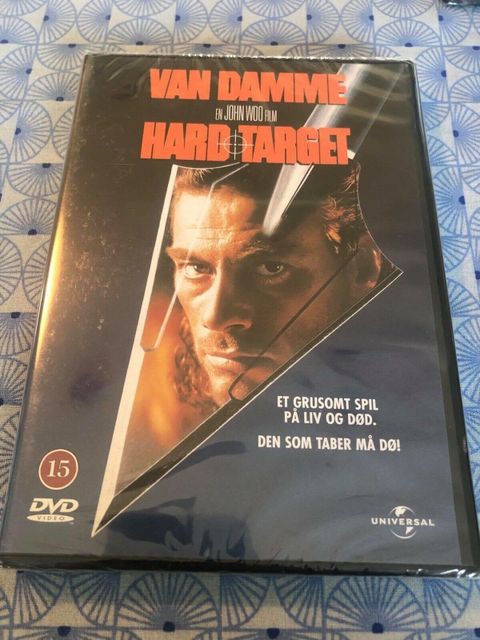 VAN DAMME
EN JOHN WOO FILM
HARD TARGET
ET GRUSOMT SPIL
PÅ LIV OG DØD.
DEN SOM TABER MÅ DØ!
15
DVD
VIDEO
UNIVERSAL